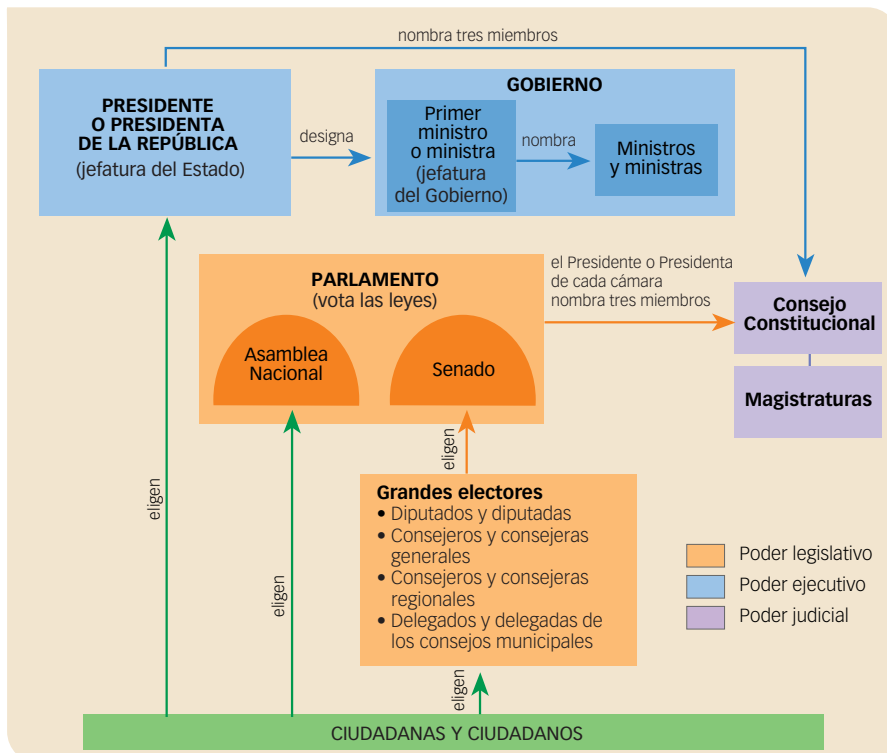 nombra tres miembros
PRESIDENTE
O PRESIDENTA
DE LA REPÚBLICA
(jefatura del Estado)
designa
GOBIERNO
Primer
ministro
o ministra
(jefatura
del Gobierno)
nombra
Ministros
y ministras
PARLAMENTO
(vota las leyes)
Asamblea
Nacional
Senado
el Presidente o Presidenta
de cada cámara
nombra tres miembros
Consejo
Constitucional
Magistraturas
eligen
eligen
eligen
Grandes electores
• Diputados y diputadas
• Consejeros y consejeras
generales
• Consejeros y consejeras
regionales
• Delegados y delegadas de
los consejos municipales
eligen
Poder legislativo
Poder ejecutivo
Poder judicial
CIUDADANAS Y CIUDADANOS